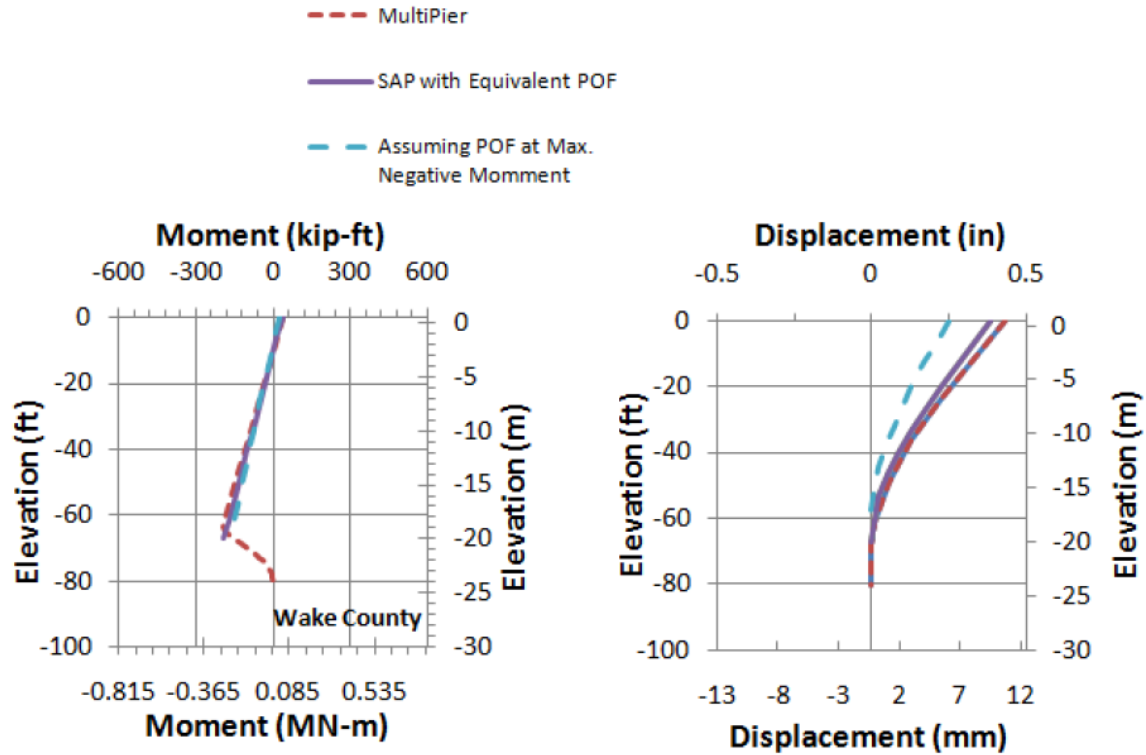 MultiPier
SAP with Equivalent POF
Assuming POF at Max.
Negative Momment
Moment (kip-ft)
-600 -300 0 300 600
0
-20
-40
-60
-80
-100
Elevation (ft)
0
-5
-10
-15
-20
-25
-30
Elevation (m)
Wake County
-0.815 -0.365 0.085 0.535
Moment (MN-m)
Displacement (in)
-0.5 0 0.5
0
-20
-40
-60
-80
-100
Elevation (ft)
0
-5
-10
-15
-20
-25
-30
Elevation (m)
-13 -8 -3 2 7 12
Displacement (mm)